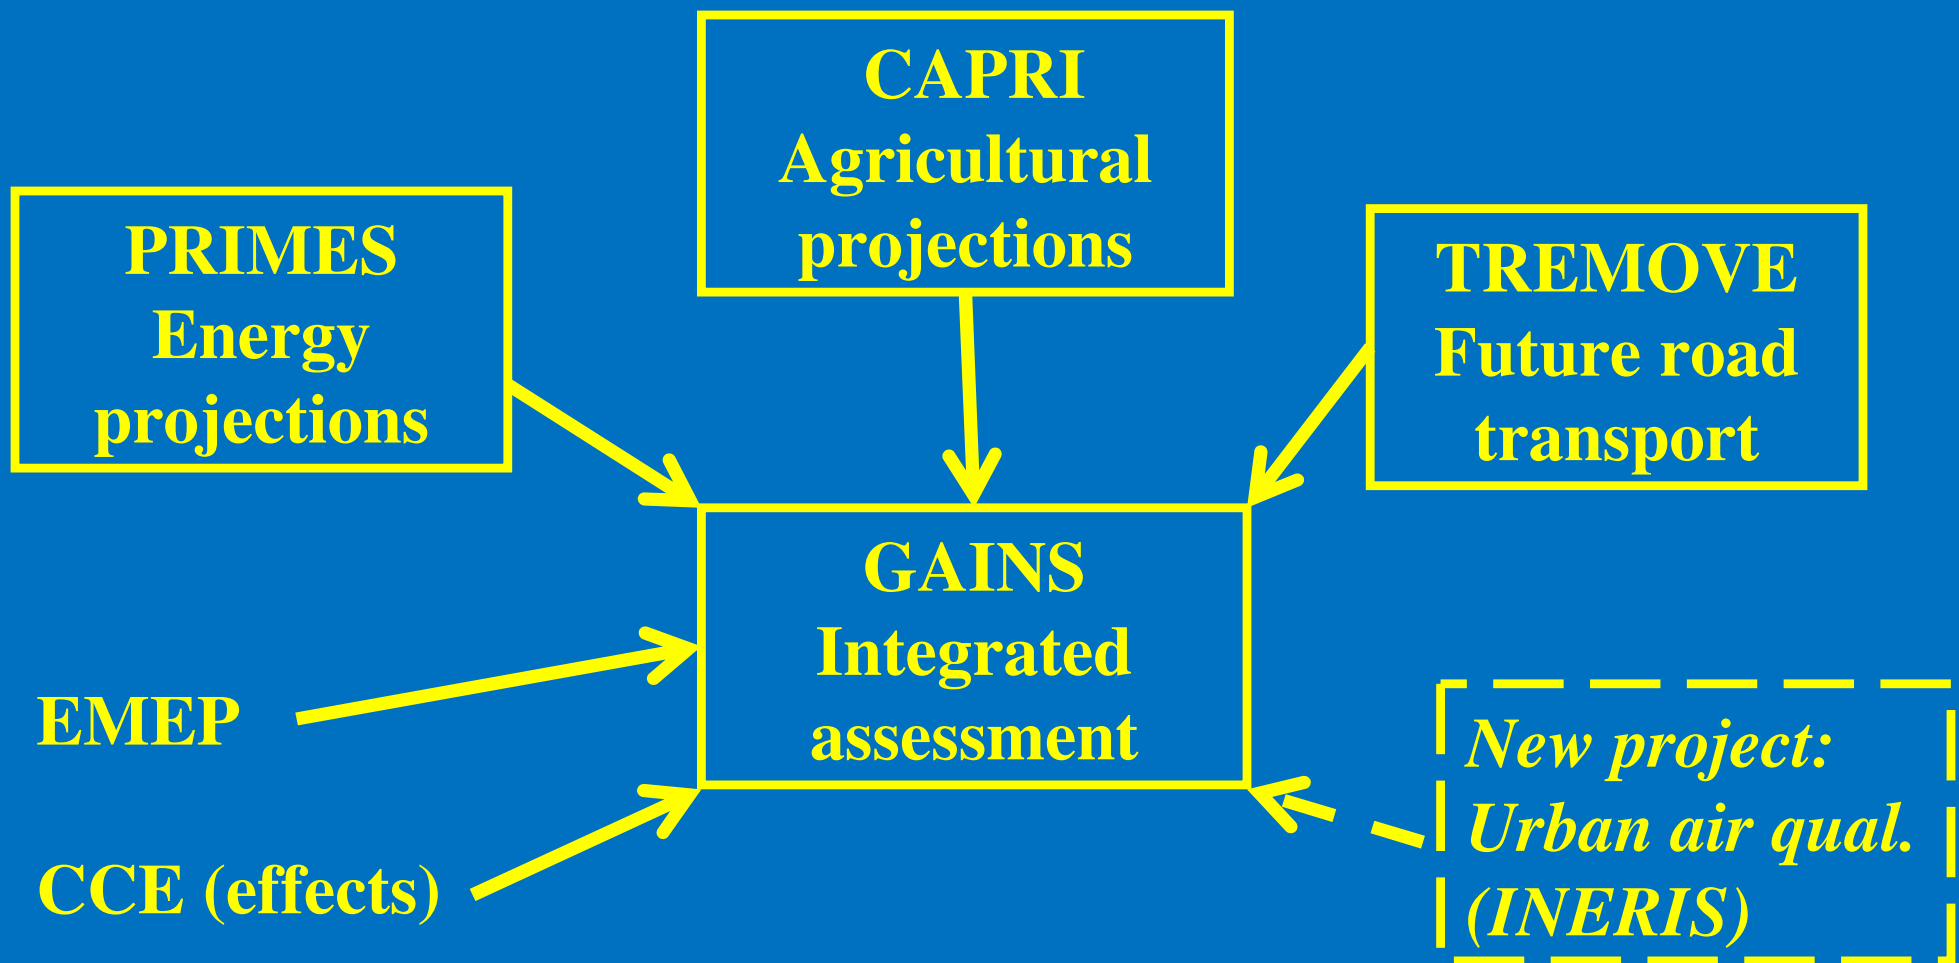 CAPRI
Agricultural
projections
PRIMES
Energy
projections
TREMOVE
Future road
transport
GAINS
Integrated
assessment
EMEP
CCE (effects)
New project:
Urban air qual.
(INERIS)